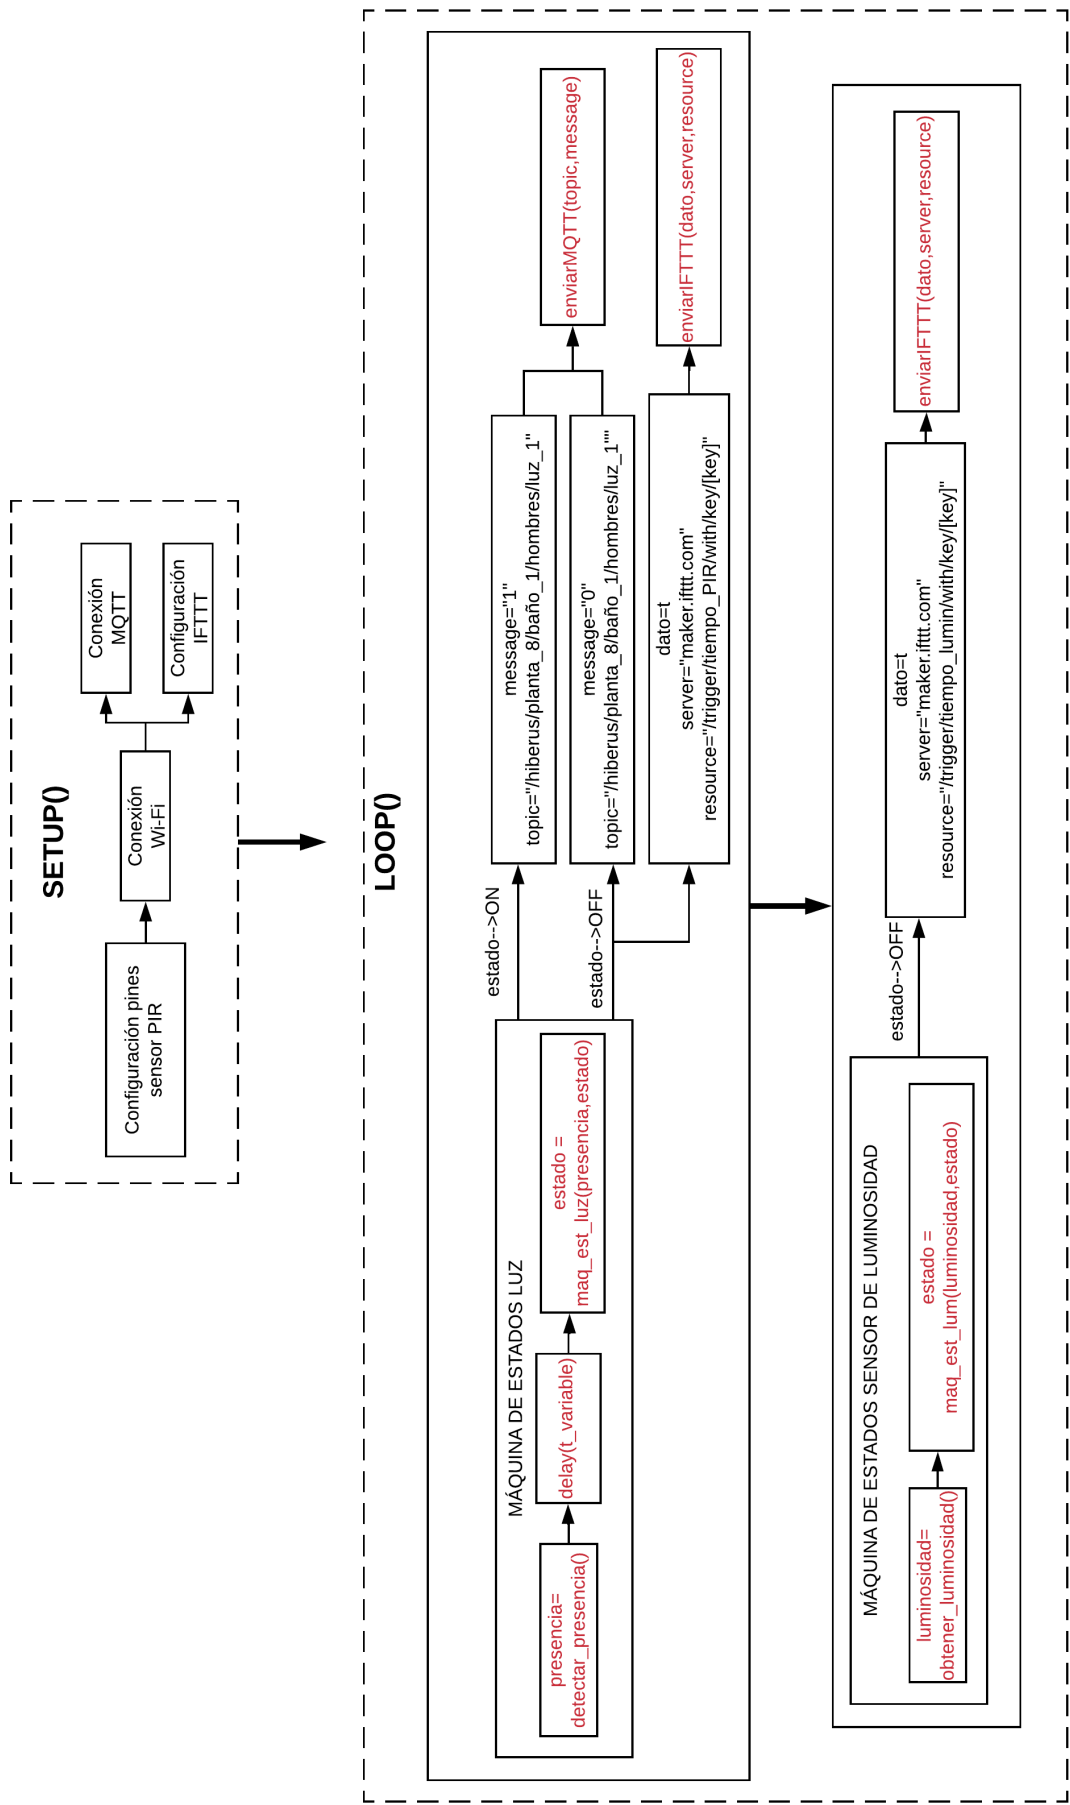 SETUP()
Configuración pines
sensor PIR
Conexión
Wi-Fi
Conexión
MQTT
Configuración
IFTTT
LOOP()
MÁQUINA DE ESTADOS LUZ
presencia=
detectar_presencia()
delay(t_variable)
estado =
maq_est_luz(presencia,estado)
estado-->ON
message="1"
topic="/hiberus/planta_8/baño_1/hombres/luz_1"
estado-->OFF
message="0"
topic="/hiberus/planta_8/baño_1/hombres/luz_1""
enviarMQTT(topic,message)
dato=t
server="maker.ifttt.com"
resource="/trigger/tiempo_PIR/with/key/[key]"
enviarIFTTT(dato,server,resource)
MÁQUINA DE ESTADOS SENSOR DE LUMINOSIDAD
luminosidad=
obtener_luminosidad()
estado =
maq_est_lum(luminosidad,estado)
estado-->OFF
dato=t
server="maker.ifttt.com"
resource="/trigger/tiempo_lumin/with/key/[key]"
enviarIFTTT(dato,server,resource)